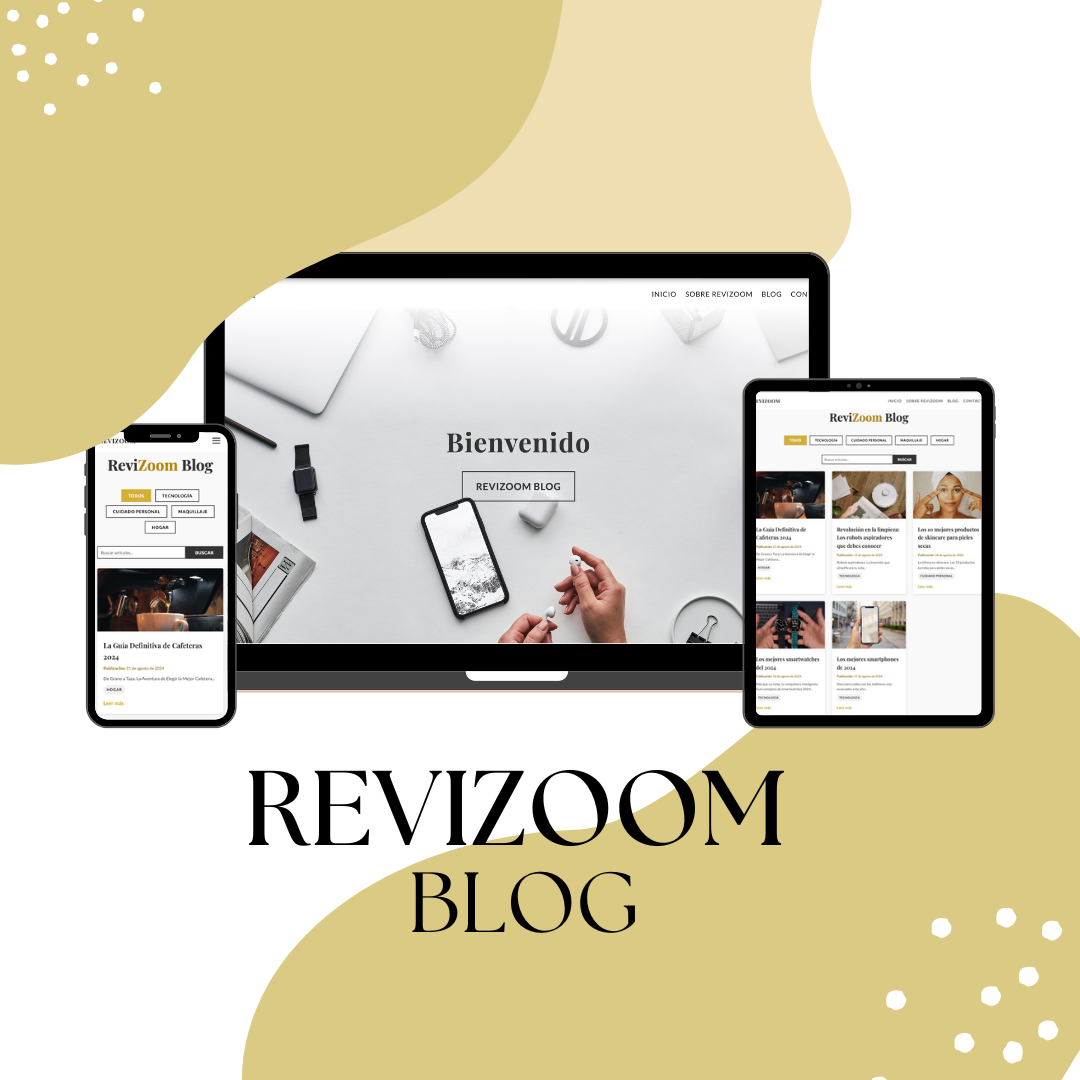 INICIO SOBRE REVIZOOM BLOG CON
Bienvenido
REVIZOOM BLOG
ReviZoom Blog
TODOS TECNOLOGÍA
CUIDADO PERSONAL MAQUILLAJE
HOGAR
Buscar artículos... BUSCAR
La Guía Definitiva de Cafeteras
2024
Publicación: 21 de agosto de 2024
De Grano a Taza: La Aventura de Elegir la Mejor Cafetera...
HOGAR
Leer más
INICIO SOBRE REVIZOOM BLOG CONTAC
ReviZoom Blog
TODOS TECNOLOGÍA CUIDADO PERSONAL MAQUILLAJE HOGAR
Buscar artículos... BUSCAR
La Guía Definitiva de
Cafeteras 2024
HOGAR
Leer más
Revolución en la limpieza:
Los robots aspiradores
que debes conocer
TECNOLOGÍA
Leer más
Los 10 mejores productos
de skincare para pieles
secas
CUIDADO PERSONAL
Leer más
Los mejores smartwatches
del 2024
TECNOLOGÍA
Leer más
Los mejores smartphones
de 2024
TECNOLOGÍA
Leer más
REVIZOOM
BLOG